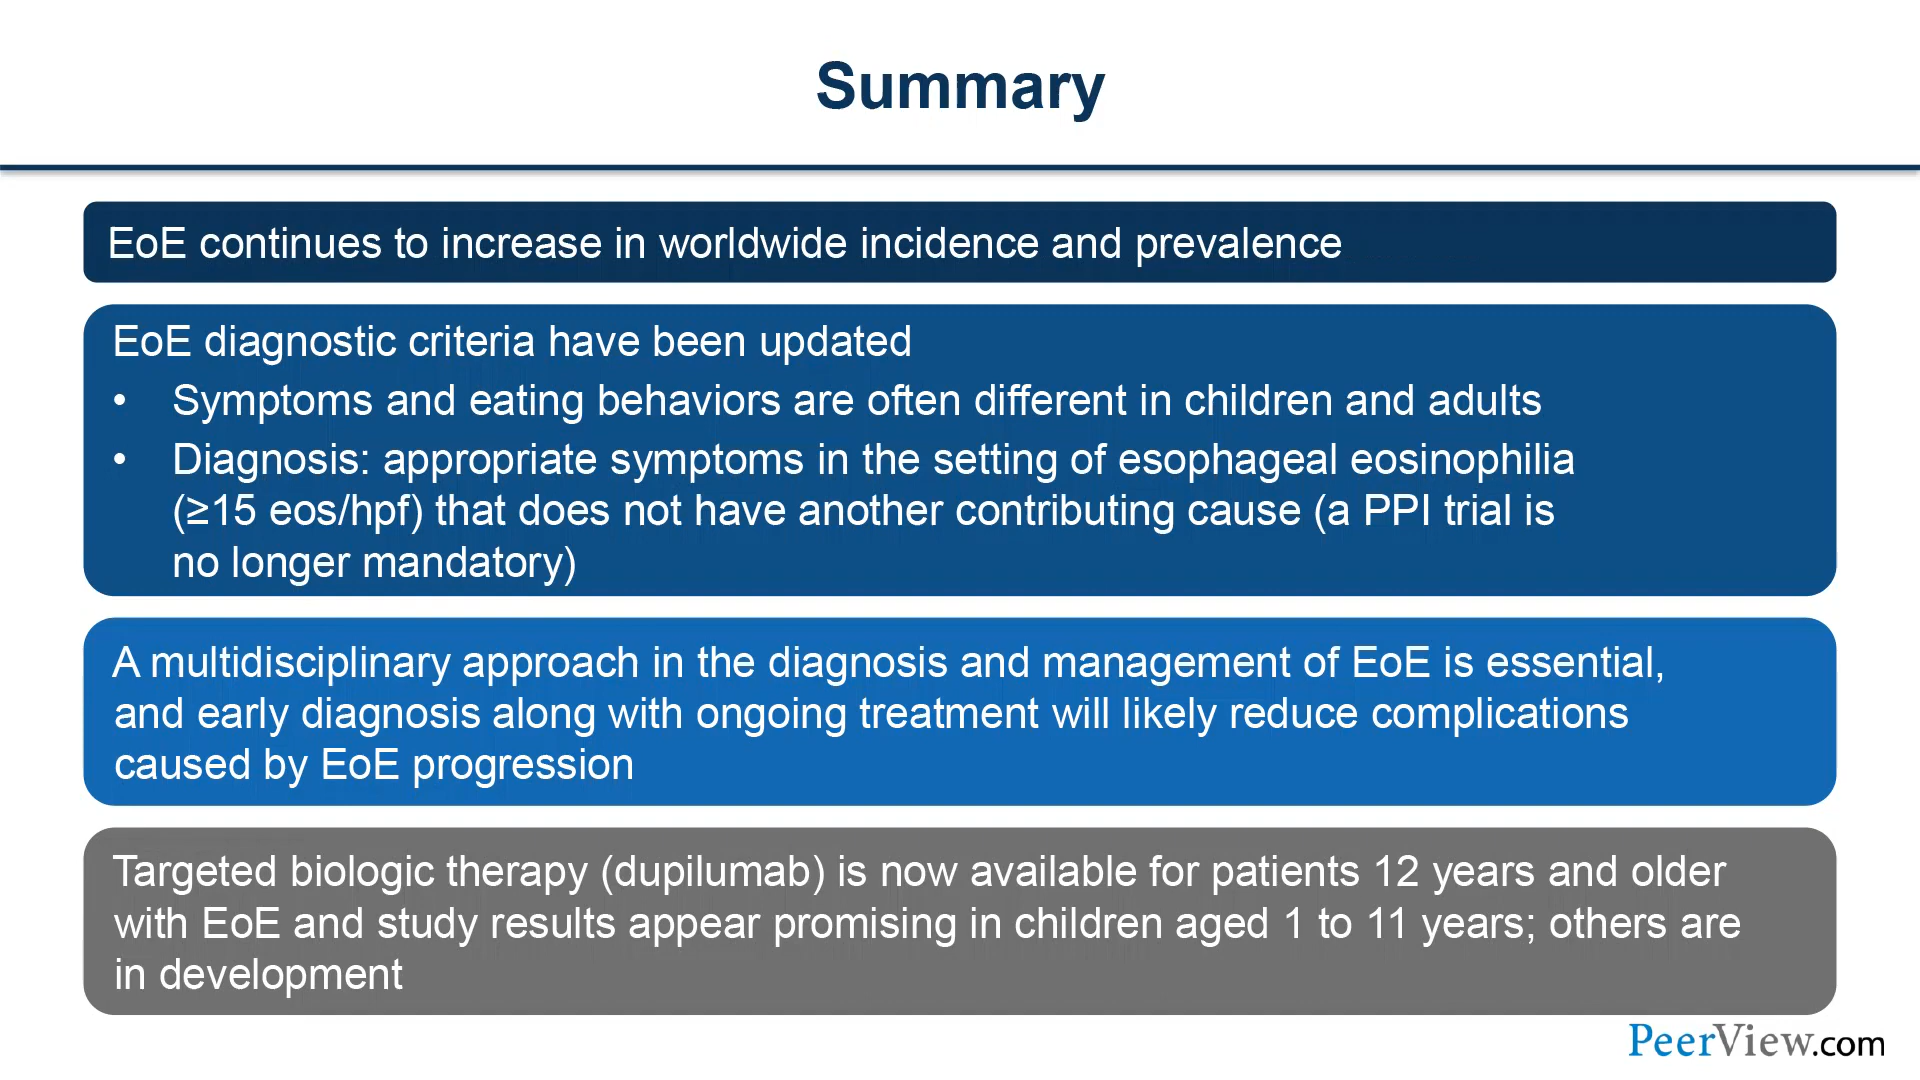 Summary
EoE continues to increase in worldwide incidence and prevalence
EoE diagnostic criteria have been updated
• Symptoms and eating behaviors are often different in children and adults
• Diagnosis: appropriate symptoms in the setting of esophageal eosinophilia
(≥15 eos/hpf) that does not have another contributing cause (a PPI trial is
no longer mandatory)
A multidisciplinary approach in the diagnosis and management of EoE is essential,
and early diagnosis along with ongoing treatment will likely reduce complications
caused by EoE progression
Targeted biologic therapy (dupilumab) is now available for patients 12 years and older
with EoE and study results appear promising in children aged 1 to 11 years; others are
in development
PeerView.com